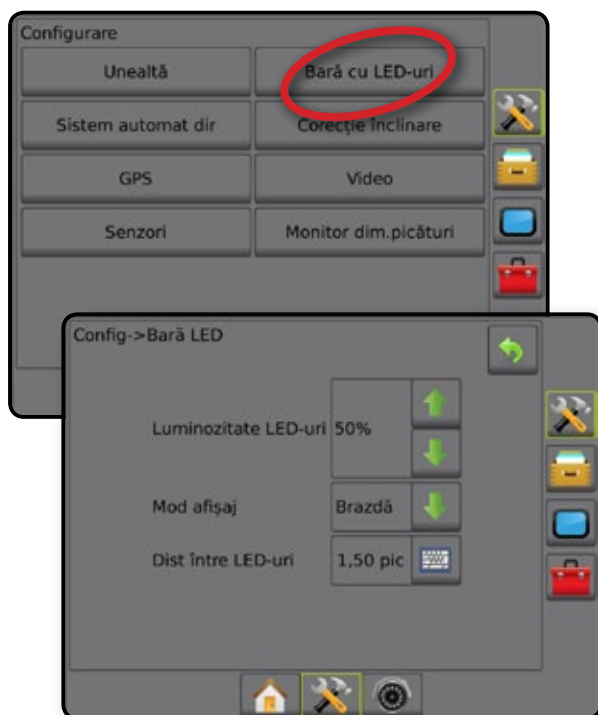 Configurare
Unealtă
Bară cu LED-uri
Sistem automat dir
Corecție înclinare
GPS
Video
Senzori
Monitor dim.picături
Config->Bară LED
Luminozitate LED-uri 50%
Mod afișaj Brazdă
Dist între LED-uri 1,50 pic